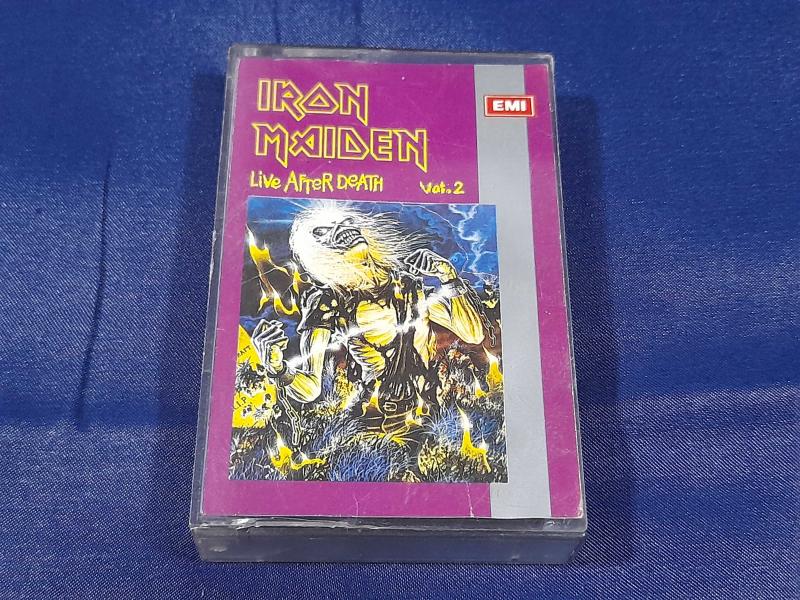 IRON
MAIDEN
EMI
Live After Death Vol. 2